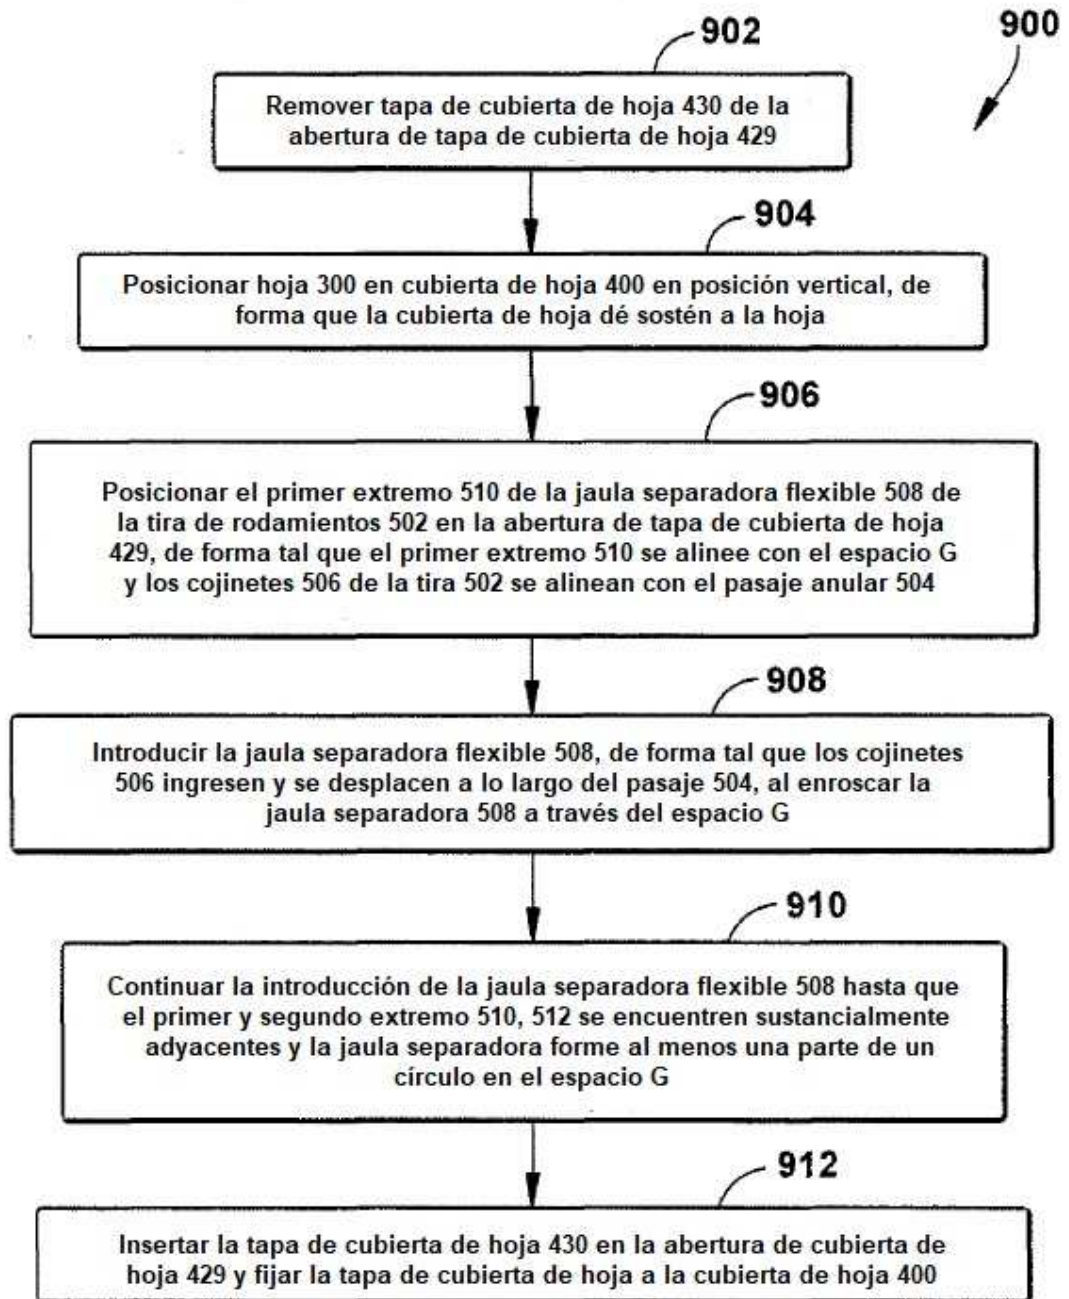 902
900
Remover tapa de cubierta de hoja 430 de la
abertura de tapa de cubierta de hoja 429
904
Posicionar hoja 300 en cubierta de hoja 400 en posición vertical, de
forma que la cubierta de hoja dé sostén a la hoja
906
Posicionar el primer extremo 510 de la jaula separadora flexible 508 de
la tira de rodamientos 502 en la abertura de tapa de cubierta de hoja
429, de forma tal que el primer extremo 510 se alinee con el espacio G
y los cojinetes 506 de la tira 502 se alinean con el pasaje anular 504
908
Introducir la jaula separadora flexible 508, de forma tal que los cojinetes
506 ingresen y se desplacen a lo largo del pasaje 504, al enroscar la
jaula separadora 508 a través del espacio G
910
Continuar la introducción de la jaula separadora flexible 508 hasta que
el primer y segundo extremo 510, 512 se encuentren sustancialmente
adyacentes y la jaula separadora forme al menos una parte de un
círculo en el espacio G
912
Insertar la tapa de cubierta de hoja 430 en la abertura de cubierta de
hoja 429 y fijar la tapa de cubierta de hoja a la cubierta de hoja 400